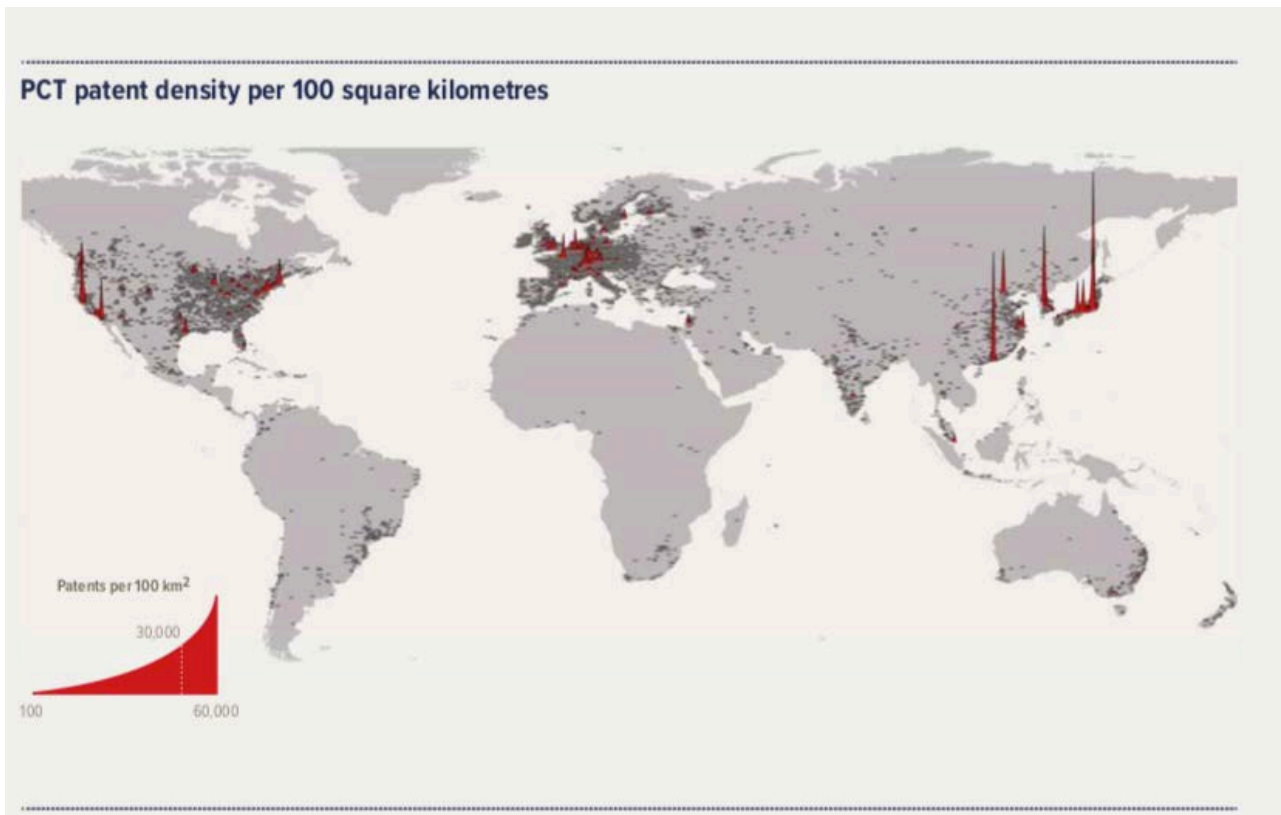 PCT patent density per 100 square kilometres
Patents per 100 km²
30,000
100
60,000